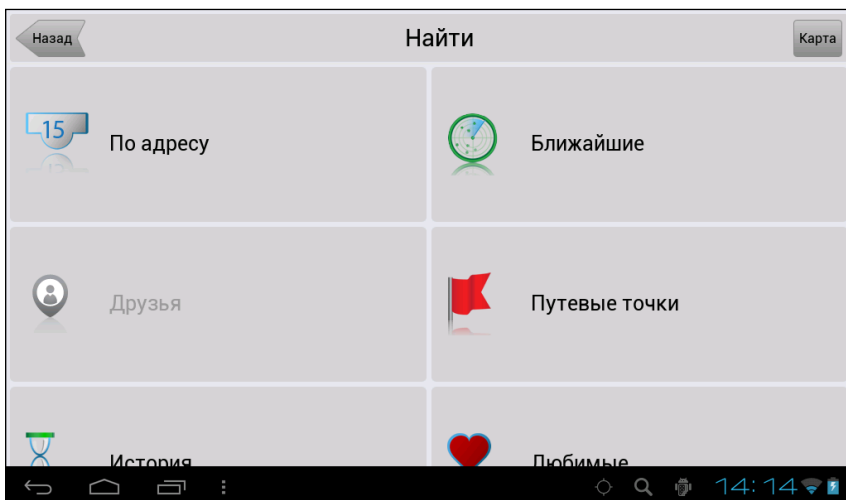 Назад
Найти
Карта
15
По адресу
Ближайшие
Друзья
Путевые точки
История
Любимые
14:14